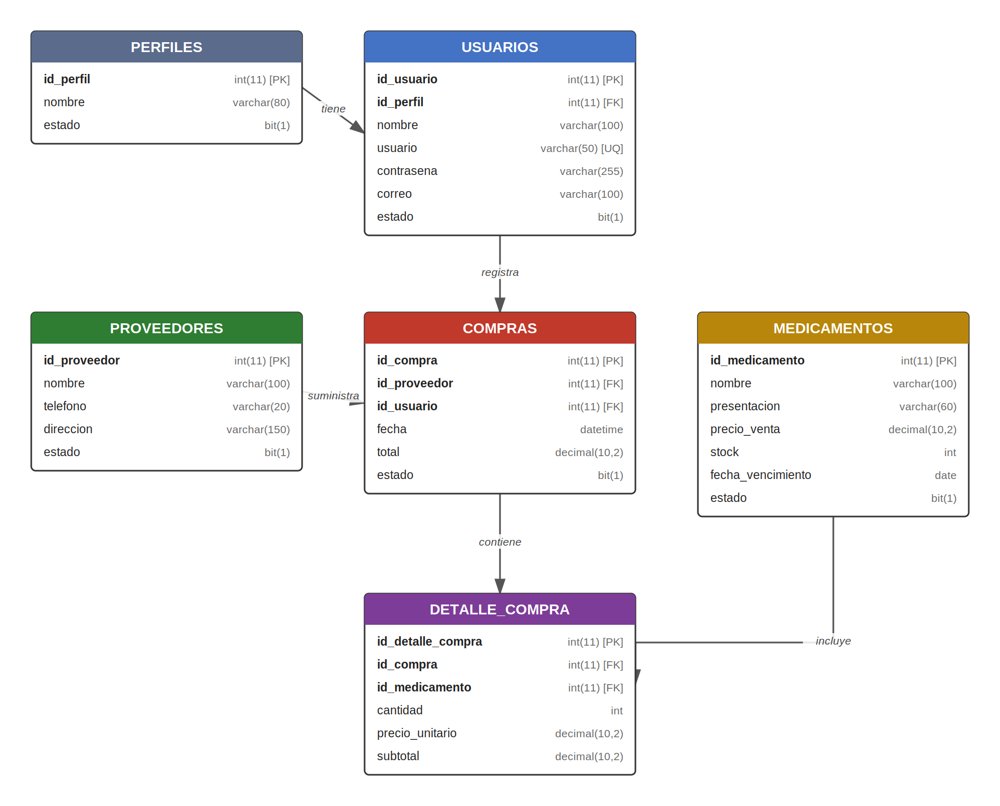 PERFILES
id_perfil int(11) [PK]
nombre varchar(80)
estado bit(1)
tiene
USUARIOS
id_usuario int(11) [PK]
id_perfil int(11) [FK]
nombre varchar(100)
usuario varchar(50) [UQ]
contrasena varchar(255)
correo varchar(100)
estado bit(1)
registra
PROVEEDORES
id_proveedor int(11) [PK]
nombre varchar(100)
telefono varchar(20)
direccion varchar(150)
estado bit(1)
suministra
COMPRAS
id_compra int(11) [PK]
id_proveedor int(11) [FK]
id_usuario int(11) [FK]
fecha datetime
total decimal(10,2)
estado bit(1)
MEDICAMENTOS
id_medicamento int(11) [PK]
nombre varchar(100)
presentacion varchar(60)
precio_venta decimal(10,2)
stock int
fecha_vencimiento date
estado bit(1)
contiene
DETALLE_COMPRA
id_detalle_compra int(11) [PK]
id_compra int(11) [FK]
id_medicamento int(11) [FK]
cantidad int
precio_unitario decimal(10,2)
subtotal decimal(10,2)
incluye